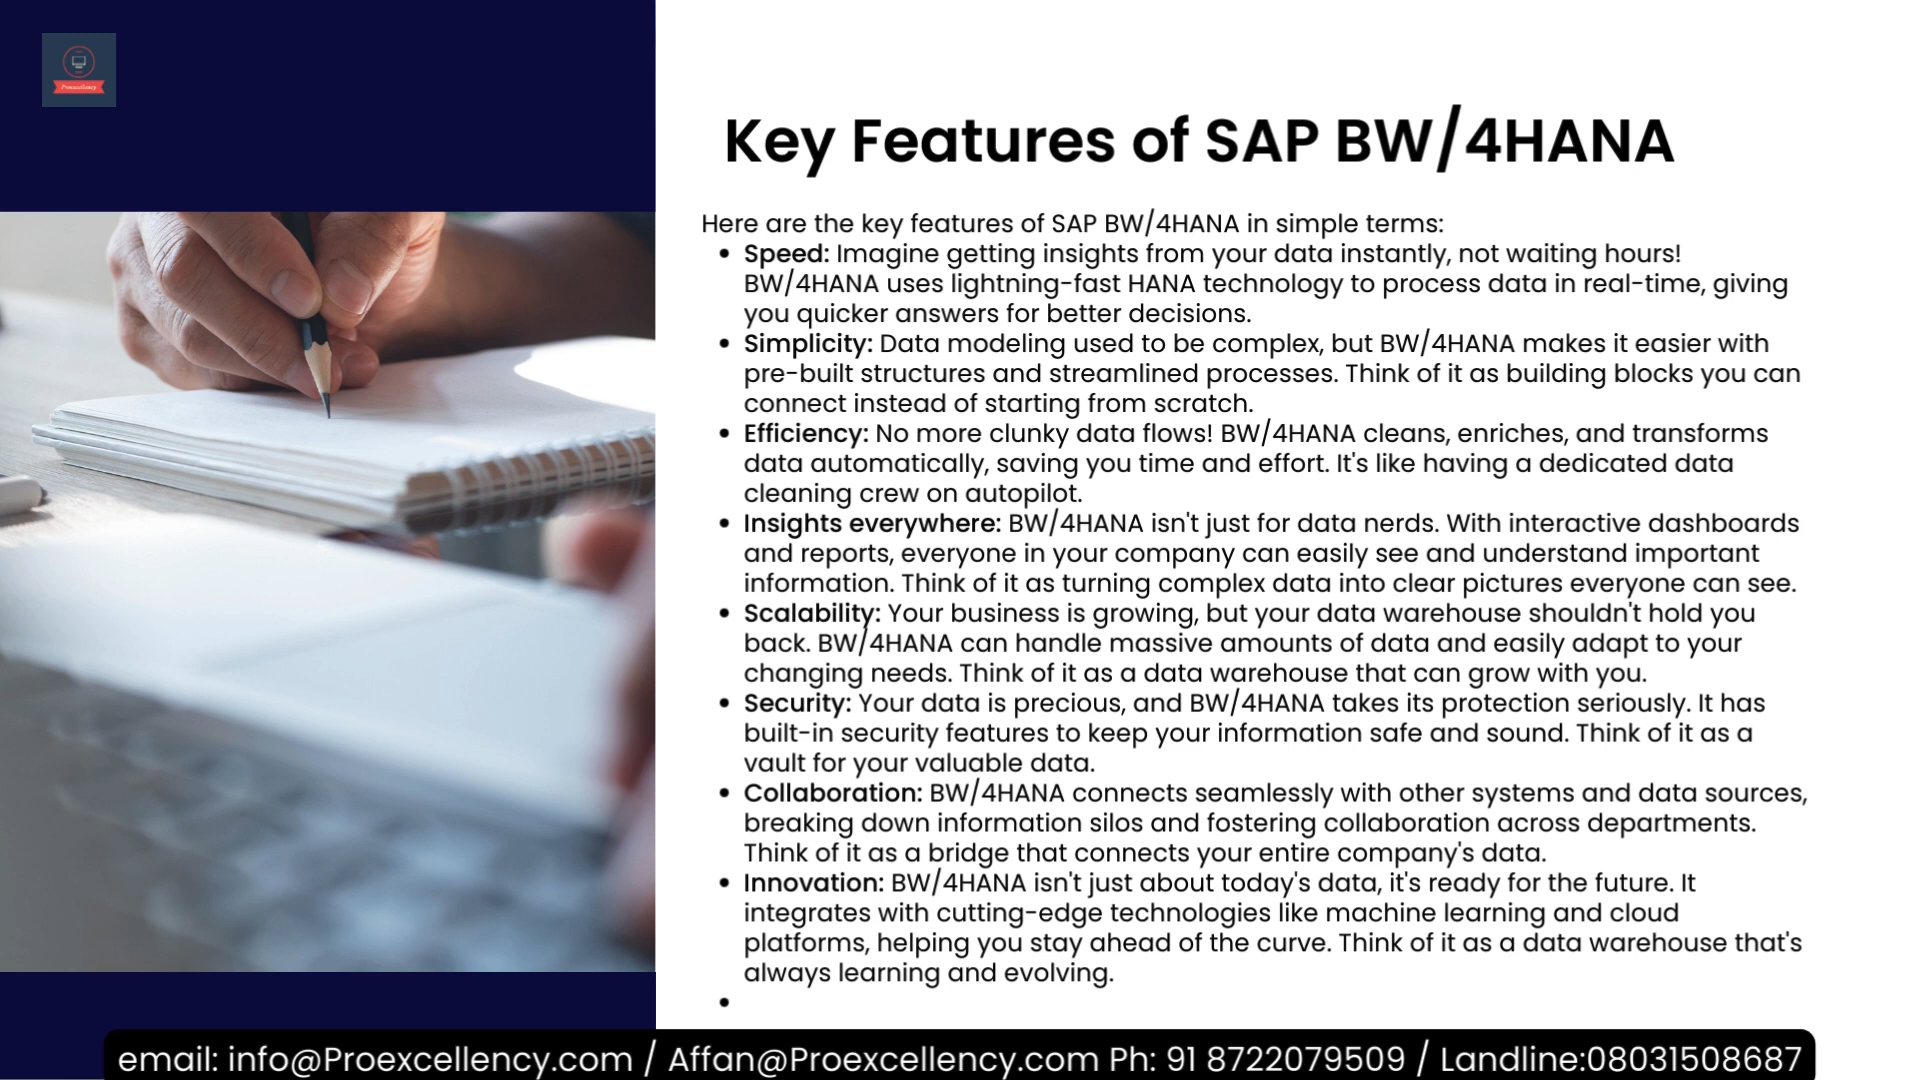 Proexcellency
Key Features of SAP BW/4HANA
Here are the key features of SAP BW/4HANA in simple terms:
• Speed: Imagine getting insights from your data instantly, not waiting hours!
BW/4HANA uses lightning-fast HANA technology to process data in real-time, giving
you quicker answers for better decisions.
• Simplicity: Data modeling used to be complex, but BW/4HANA makes it easier with
pre-built structures and streamlined processes. Think of it as building blocks you can
connect instead of starting from scratch.
• Efficiency: No more clunky data flows! BW/4HANA cleans, enriches, and transforms
data automatically, saving you time and effort. It's like having a dedicated data
cleaning crew on autopilot.
• Insights everywhere: BW/4HANA isn't just for data nerds. With interactive dashboards
and reports, everyone in your company can easily see and understand important
information. Think of it as turning complex data into clear pictures everyone can see.
• Scalability: Your business is growing, but your data warehouse shouldn't hold you
back. BW/4HANA can handle massive amounts of data and easily adapt to your
changing needs. Think of it as a data warehouse that can grow with you.
• Security: Your data is precious, and BW/4HANA takes its protection seriously. It has
built-in security features to keep your information safe and sound. Think of it as a
vault for your valuable data.
• Collaboration: BW/4HANA connects seamlessly with other systems and data sources,
breaking down information silos and fostering collaboration across departments.
Think of it as a bridge that connects your entire company's data.
• Innovation: BW/4HANA isn't just about today's data, it's ready for the future. It
integrates with cutting-edge technologies like machine learning and cloud
platforms, helping you stay ahead of the curve. Think of it as a data warehouse that's
always learning and evolving.
•
email: info@Proexcellency.com / Affan@Proexcellency.com Ph: 91 8722079509 / Landline:08031508687